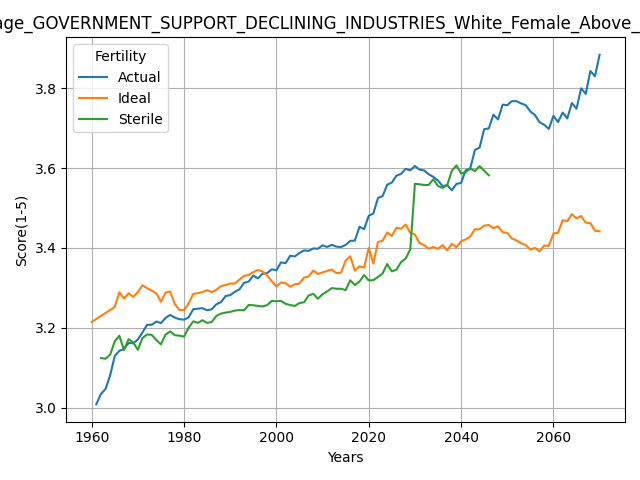 age_GOVERNMENT_SUPPORT_DECLINING_INDUSTRIES_White_Female_Above_
Fertility
Actual
Ideal
Sterile
Score(1-5)
3.8
3.6
3.4
3.2
3.0
1960 1980 2000 2020 2040 2060
Years